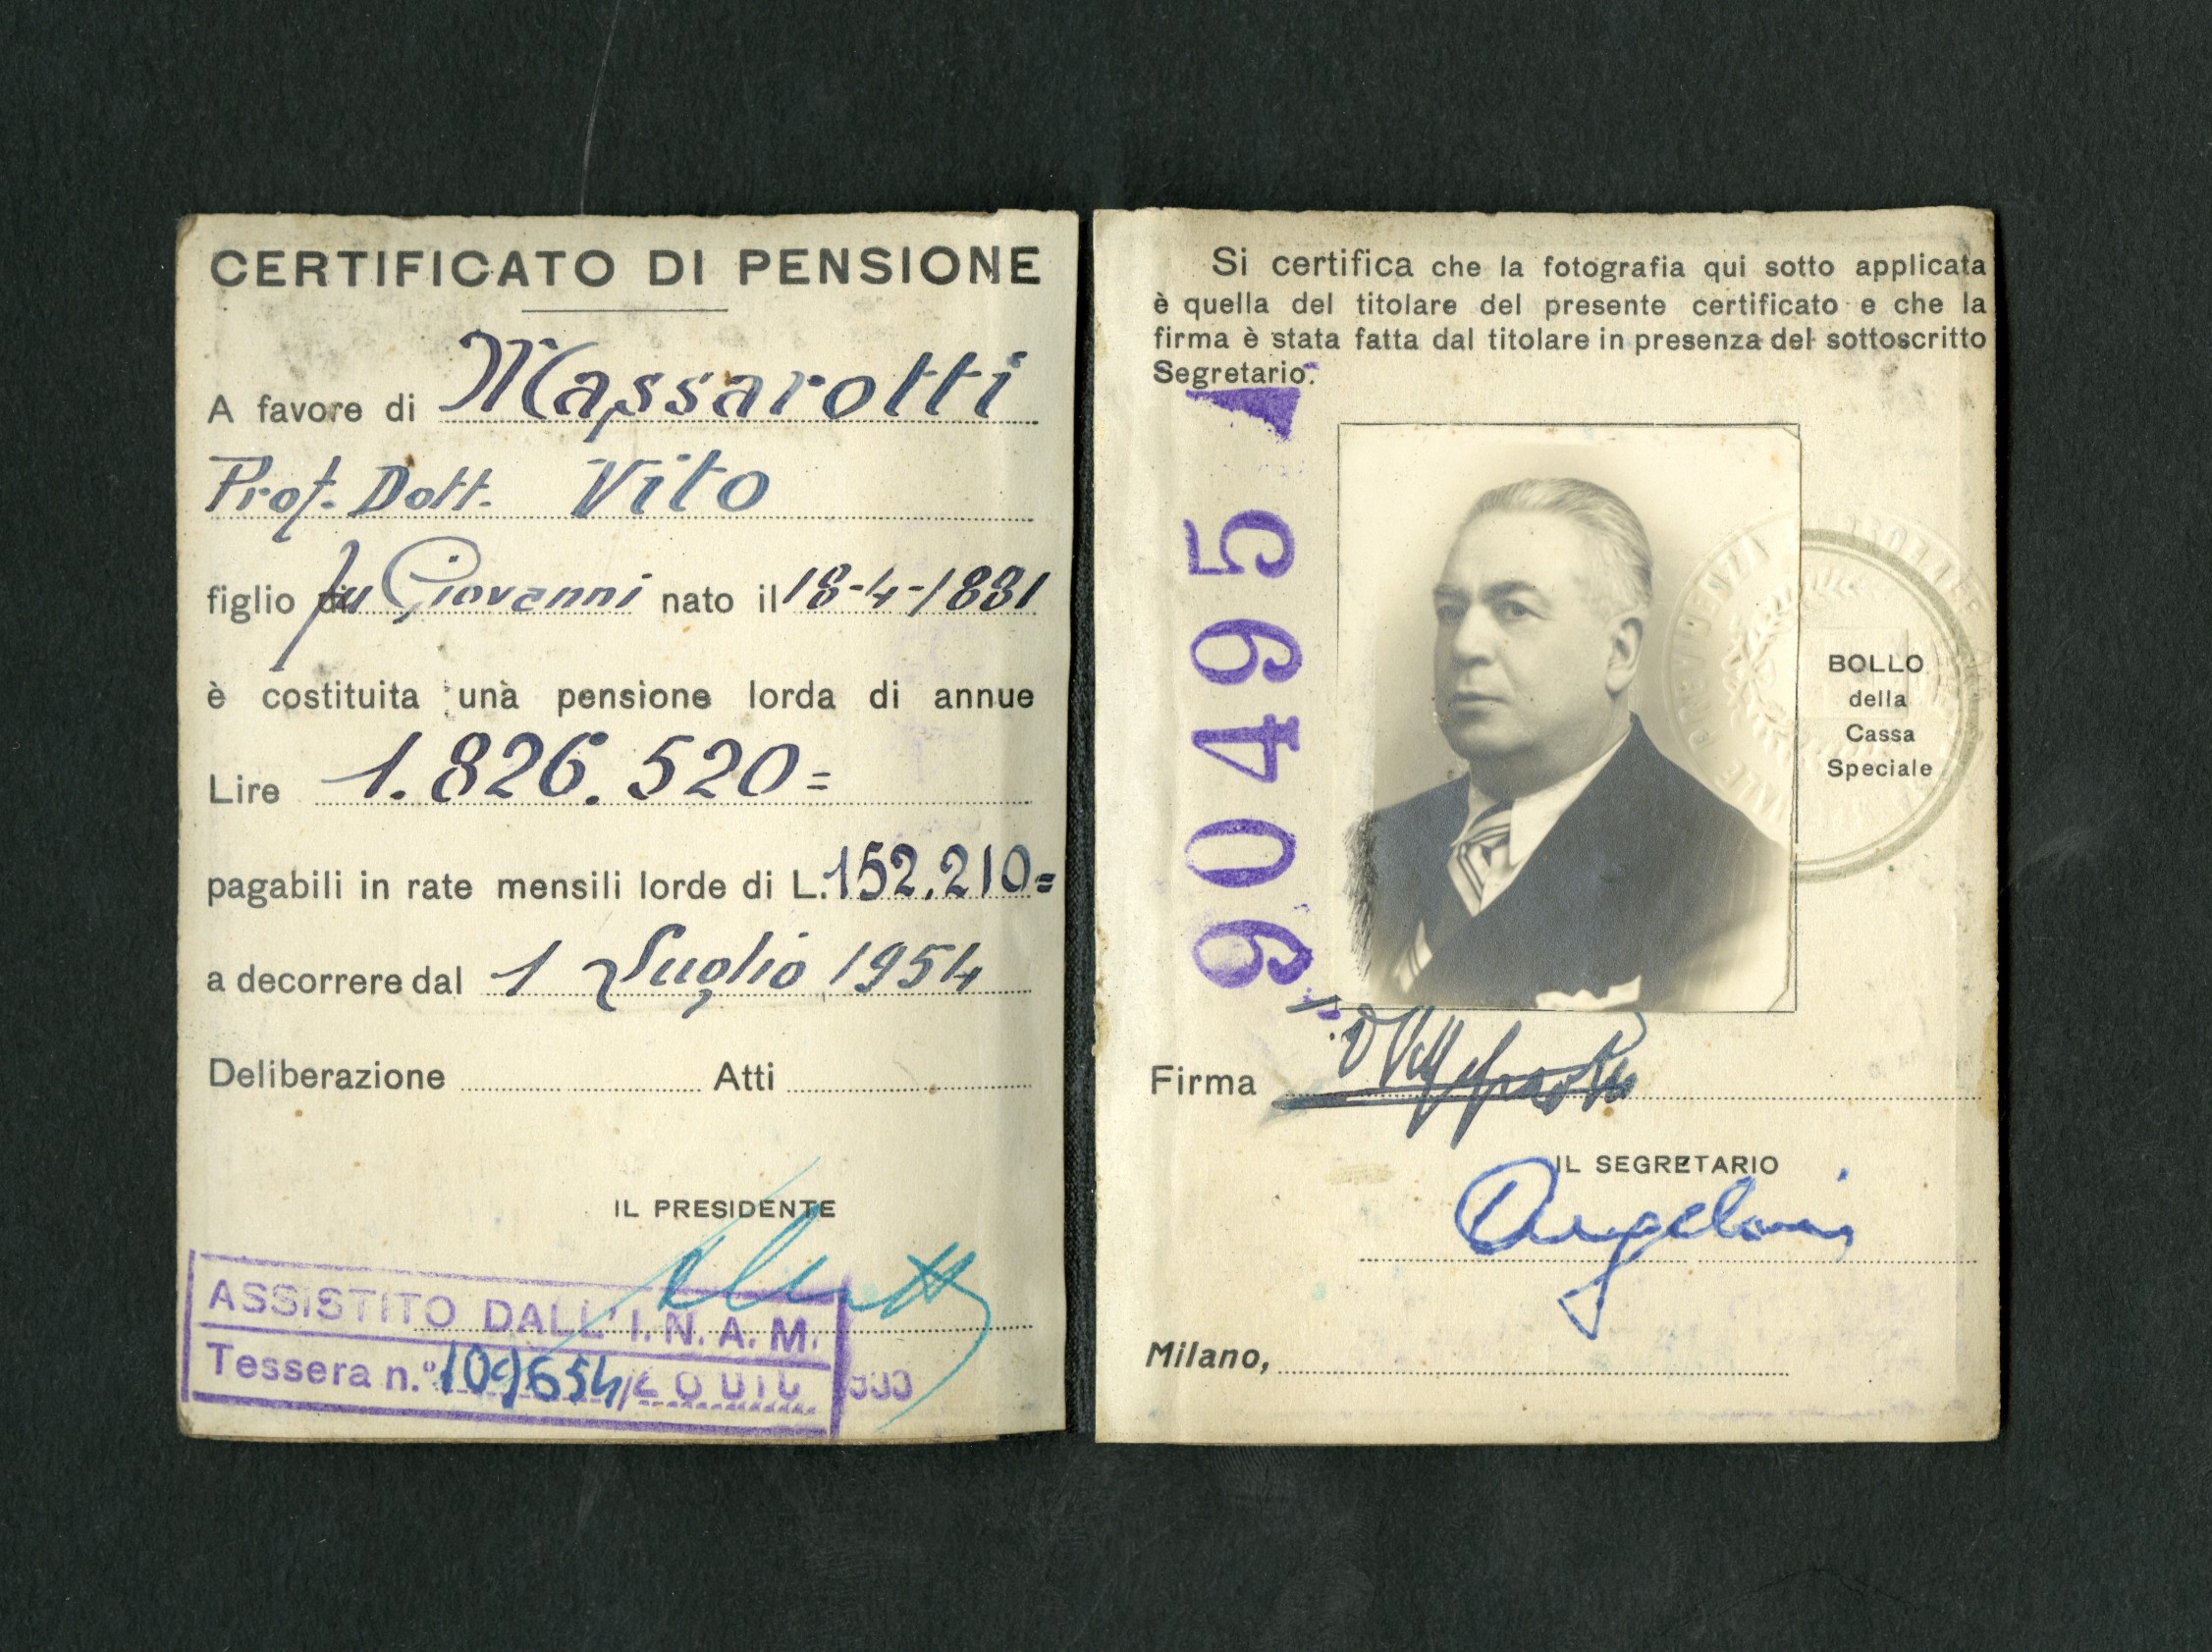 CERTIFICATO DI PENSIONE
A favore di Massarotti
Prof. Dott. Vito
figlio fu Giovanni nato il 18-4-1881
è costituita una pensione lorda di annue
Lire 1.826.520=
pagabili in rate mensili lorde di L. 152.210=
a decorrere dal 1 Luglio 1954
Deliberazione Atti
IL PRESIDENTE
ASSISTITO DALL' I.N.A.M.
Tessera n.° 109654/
Si certifica che la fotografia qui sotto applicata
è quella del titolare del presente certificato e che la
firma è stata fatta dal titolare in presenza del sottoscritto
Segretario.
90495
BOLLO
della
Cassa
Speciale
Firma
IL SEGRETARIO
Milano,